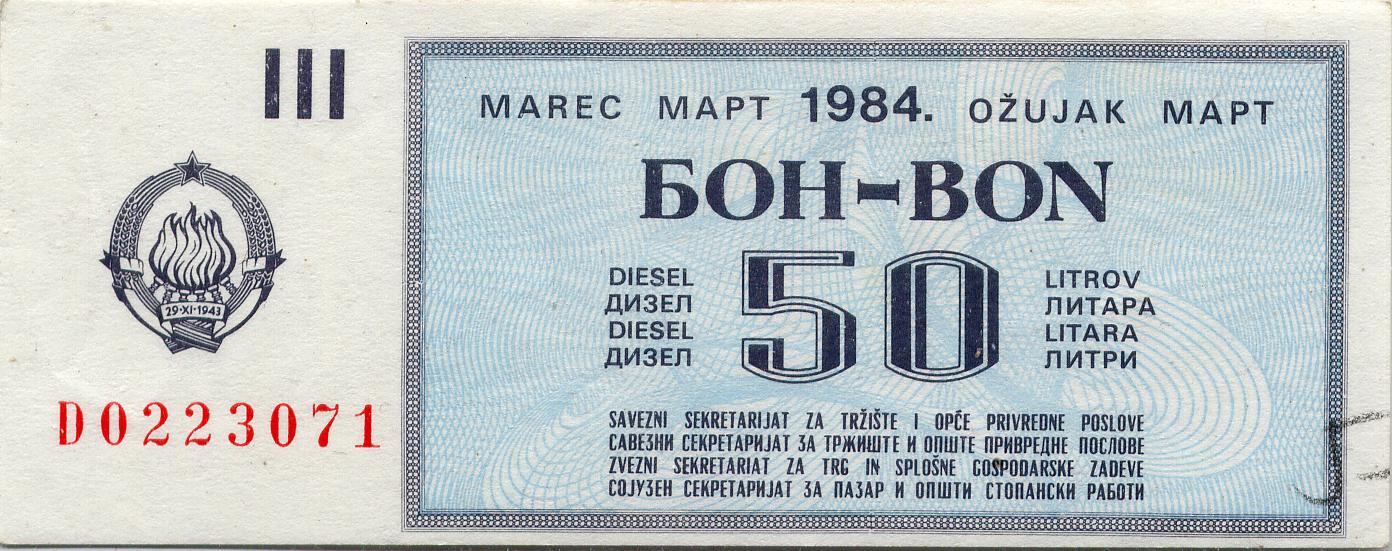 III
MAREC МАРТ 1984. OŽUJAK МАРТ
БОН-BON
DIESEL
ДИЗЕЛ
DIESEL
ДИЗЕЛ
50
LITROV
ЛИТАРА
LITARA
ЛИТРИ
29·XI·1943
D0223071
SAVEZNI SEKRETARIJAT ZA TRŽIŠTE I OPĆE PRIVREDNE POSLOVE
САВЕЗНИ СЕКРЕТАРИЈАТ ЗА ТРЖИШТЕ И ОПШТЕ ПРИВРЕДНЕ ПОСЛОВЕ
ZVEZNI SEKRETARIAT ZA TRG IN SPLOŠNE GOSPODARSKE ZADEVE
СОЈУЗЕН СЕКРЕТАРИЈАТ ЗА ПАЗАР И ОПШТИ СТОПАНСКИ РАБОТИ